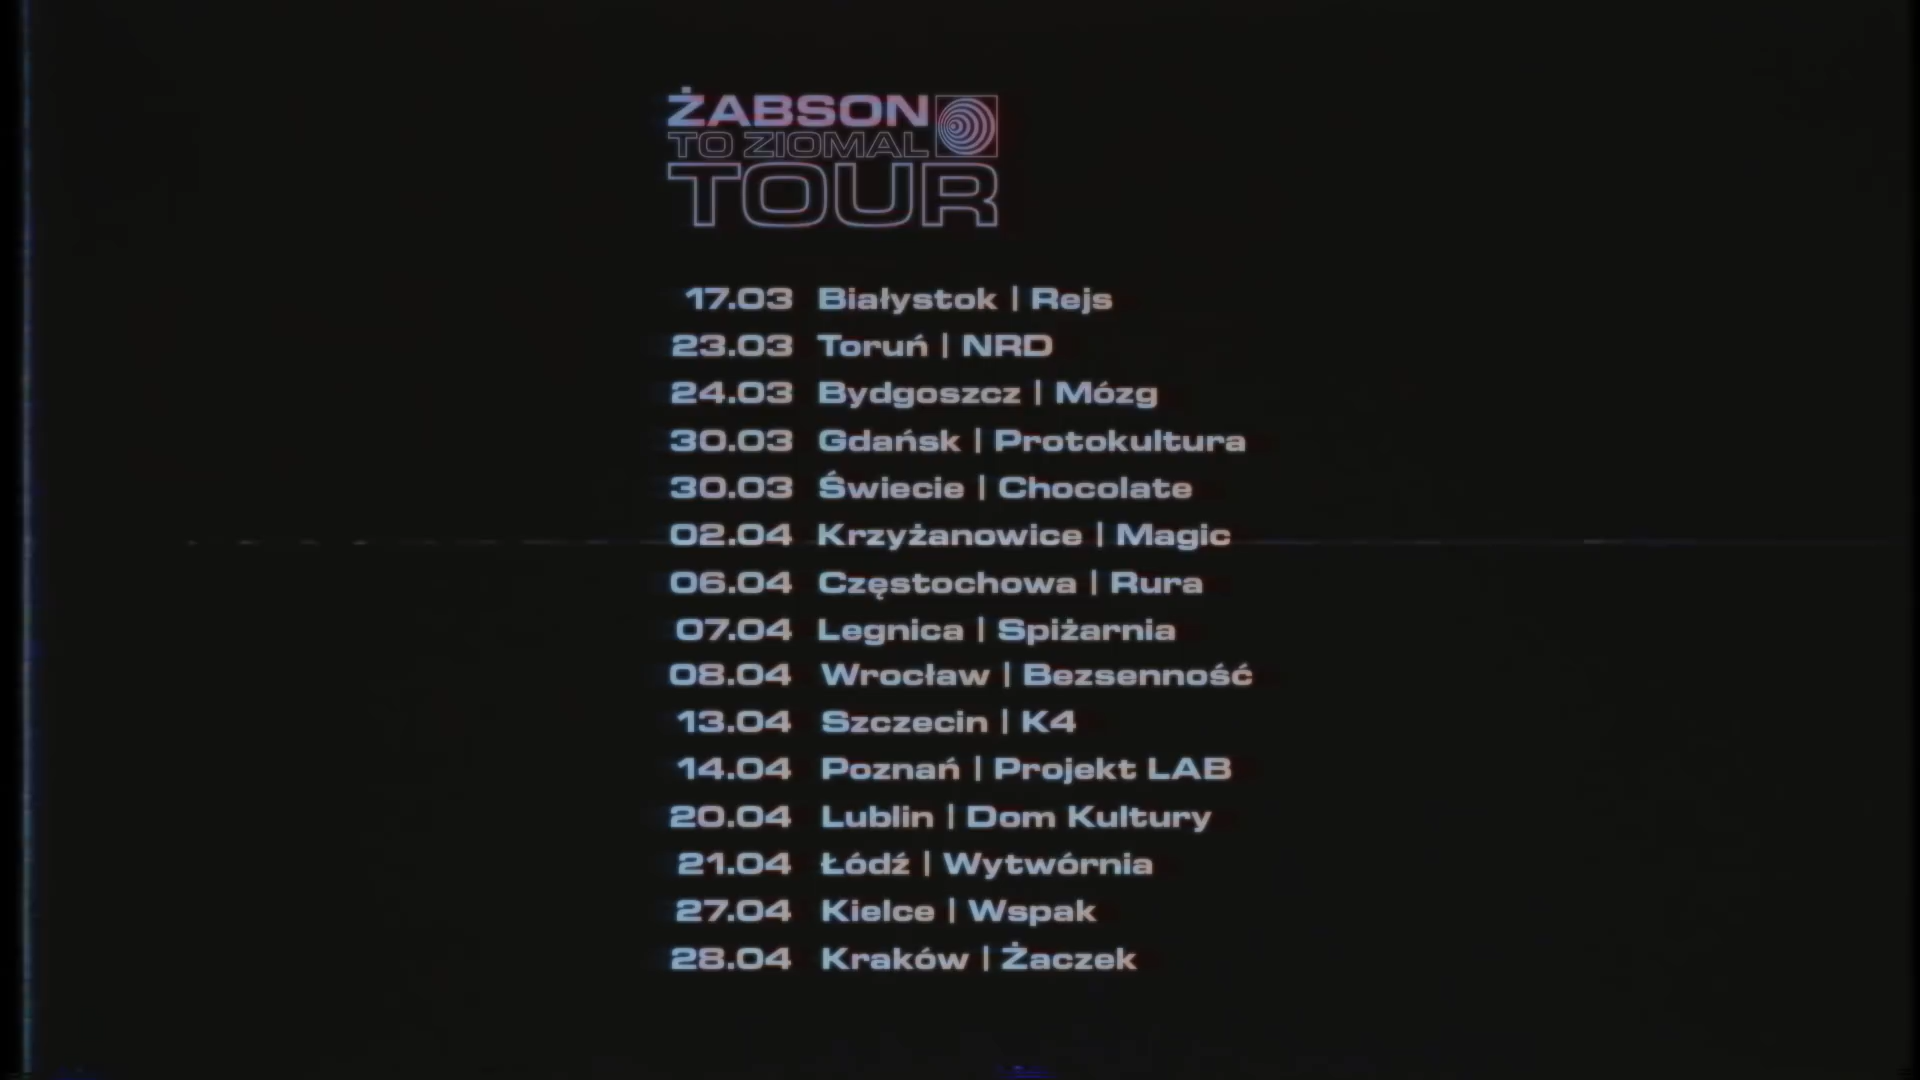 ŻABSON
TO ZIOMAL
TOUR
17.03 Białystok | Rejs
23.03 Toruń | NRD
24.03 Bydgoszcz | Mózg
30.03 Gdańsk | Protokultura
30.03 Świecie | Chocolate
02.04 Krzyżanowice | Magic
06.04 Częstochowa | Rura
07.04 Legnica | Spiżarnia
08.04 Wrocław | Bezsenność
13.04 Szczecin | K4
14.04 Poznań | Projekt LAB
20.04 Lublin | Dom Kultury
21.04 Łódź | Wytwórnia
27.04 Kielce | Wspak
28.04 Kraków | Żaczek